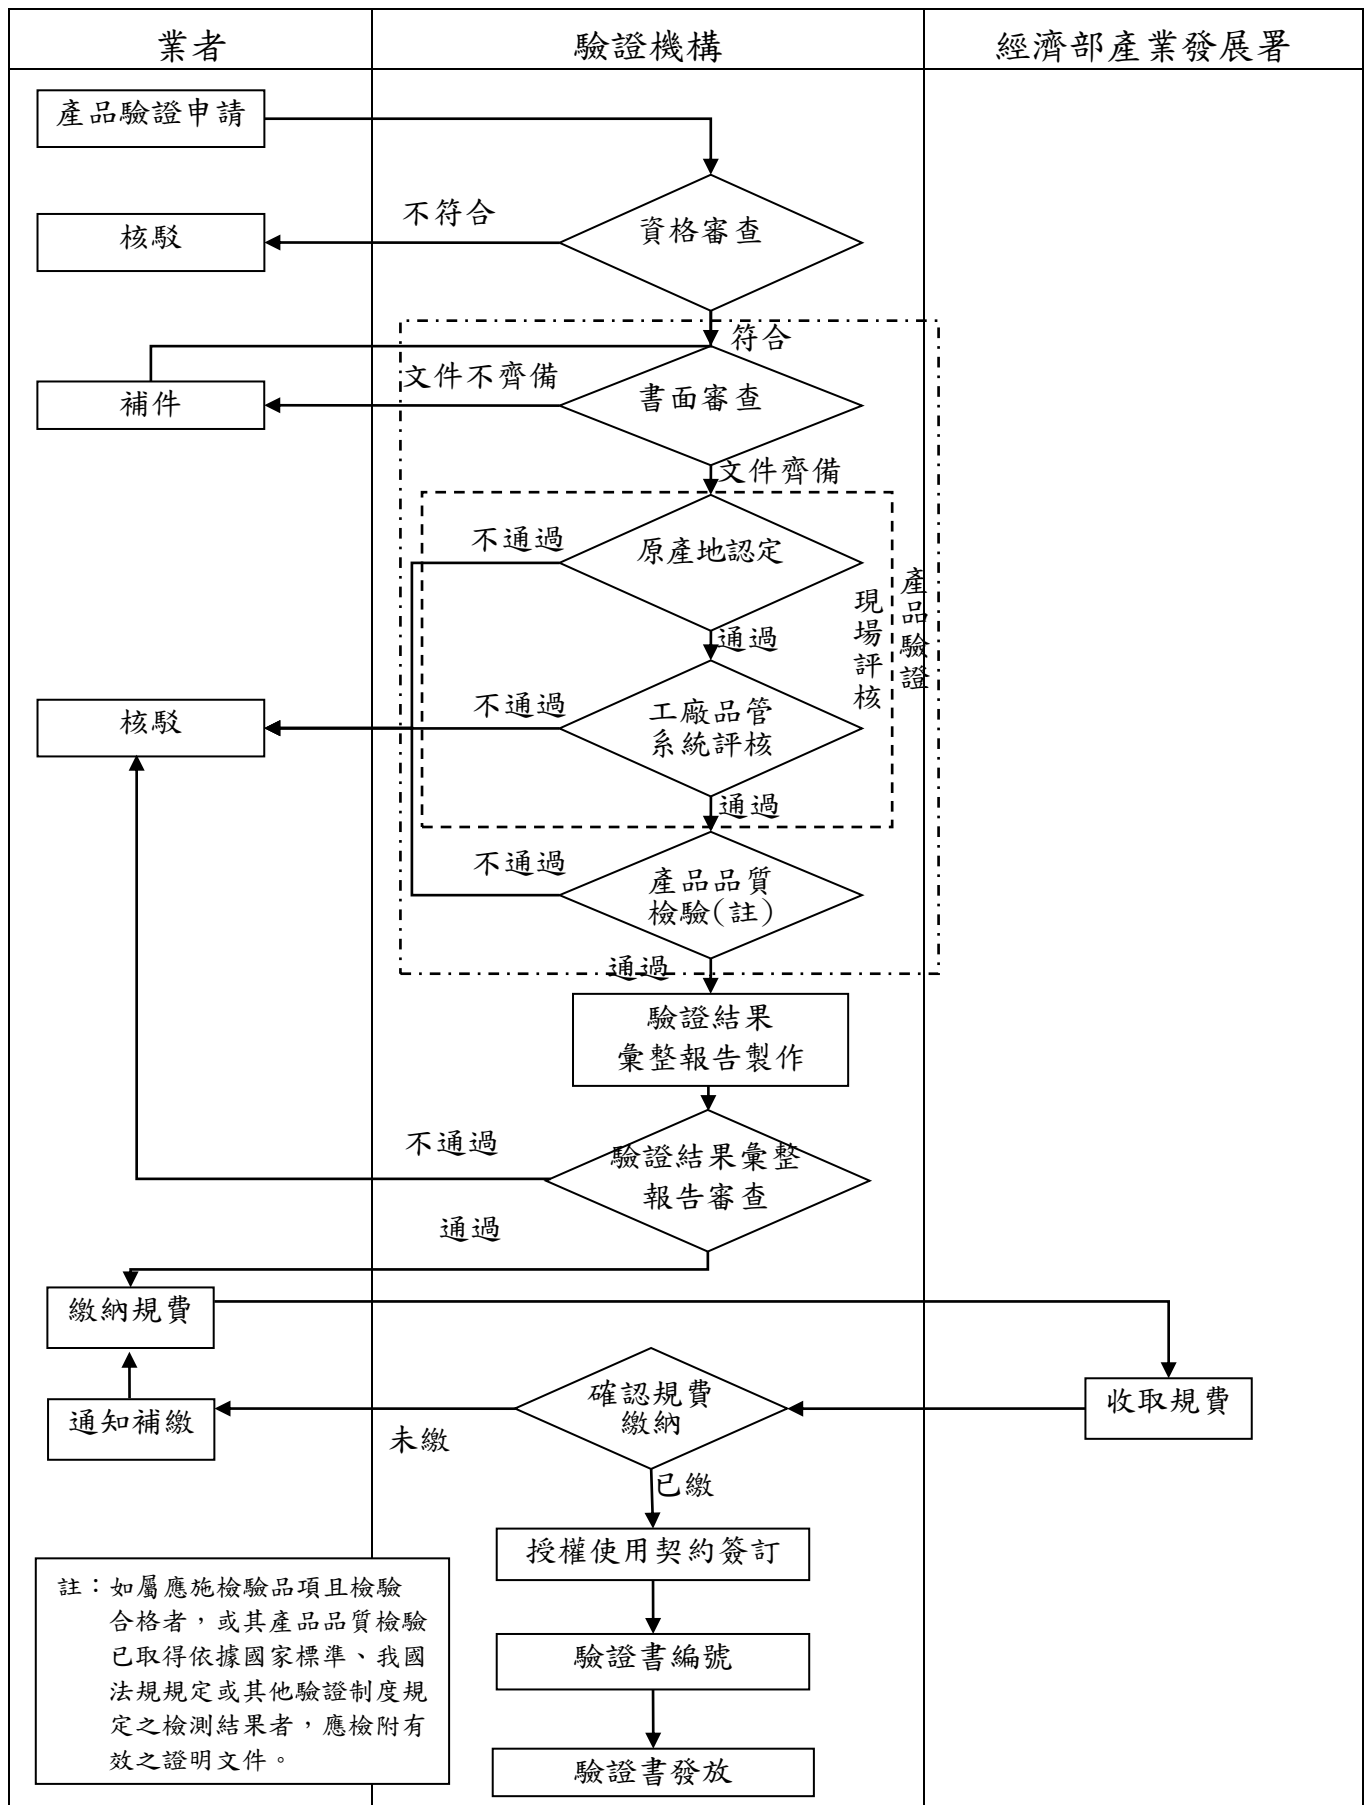 業者
驗證機構
經濟部產業發展署
產品驗證申請
資格審查
不符合
核駁
符合
書面審查
文件不齊備
補件
文件齊備
原產地認定
不通過
通過
現場評核
產品驗證
工廠品管
系統評核
不通過
核駁
通過
產品品質
檢驗(註)
不通過
通過
驗證結果
彙整報告製作
驗證結果彙整
報告審查
不通過
通過
繳納規費
收取規費
確認規費
繳納
未繳
通知補繳
已繳
授權使用契約簽訂
驗證書編號
驗證書發放
註：如屬應施檢驗品項且檢驗
合格者，或其產品品質檢驗
已取得依據國家標準、我國
法規規定或其他驗證制度規
定之檢測結果者，應檢附有
效之證明文件。